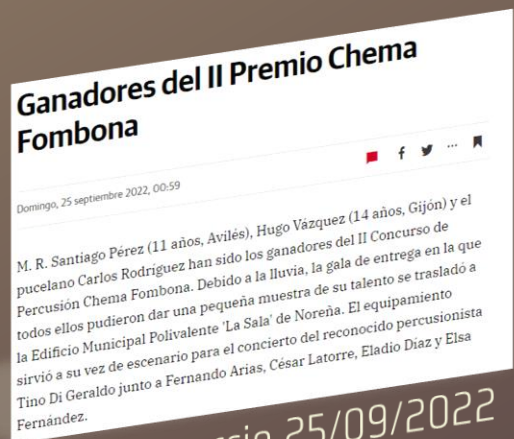 Ganadores del II Premio Chema
Fombona
Domingo, 25 septiembre 2022, 00:59
M. R. Santiago Pérez (11 años, Avilés), Hugo Vázquez (14 años, Gijón) y el
pucelano Carlos Rodríguez han sido los ganadores del II Concurso de
Percusión Chema Fombona. Debido a la lluvia, la gala de entrega en la que
todos ellos pudieron dar una pequeña muestra de su talento se trasladó a
la Edificio Municipal Polivalente 'La Sala' de Noreña. El equipamiento
sirvió a su vez de escenario para el concierto del reconocido percusionista
Tino Di Geraldo junto a Fernando Arias, César Latorre, Eladio Díaz y Elsa
Fernández.
25/09/2022